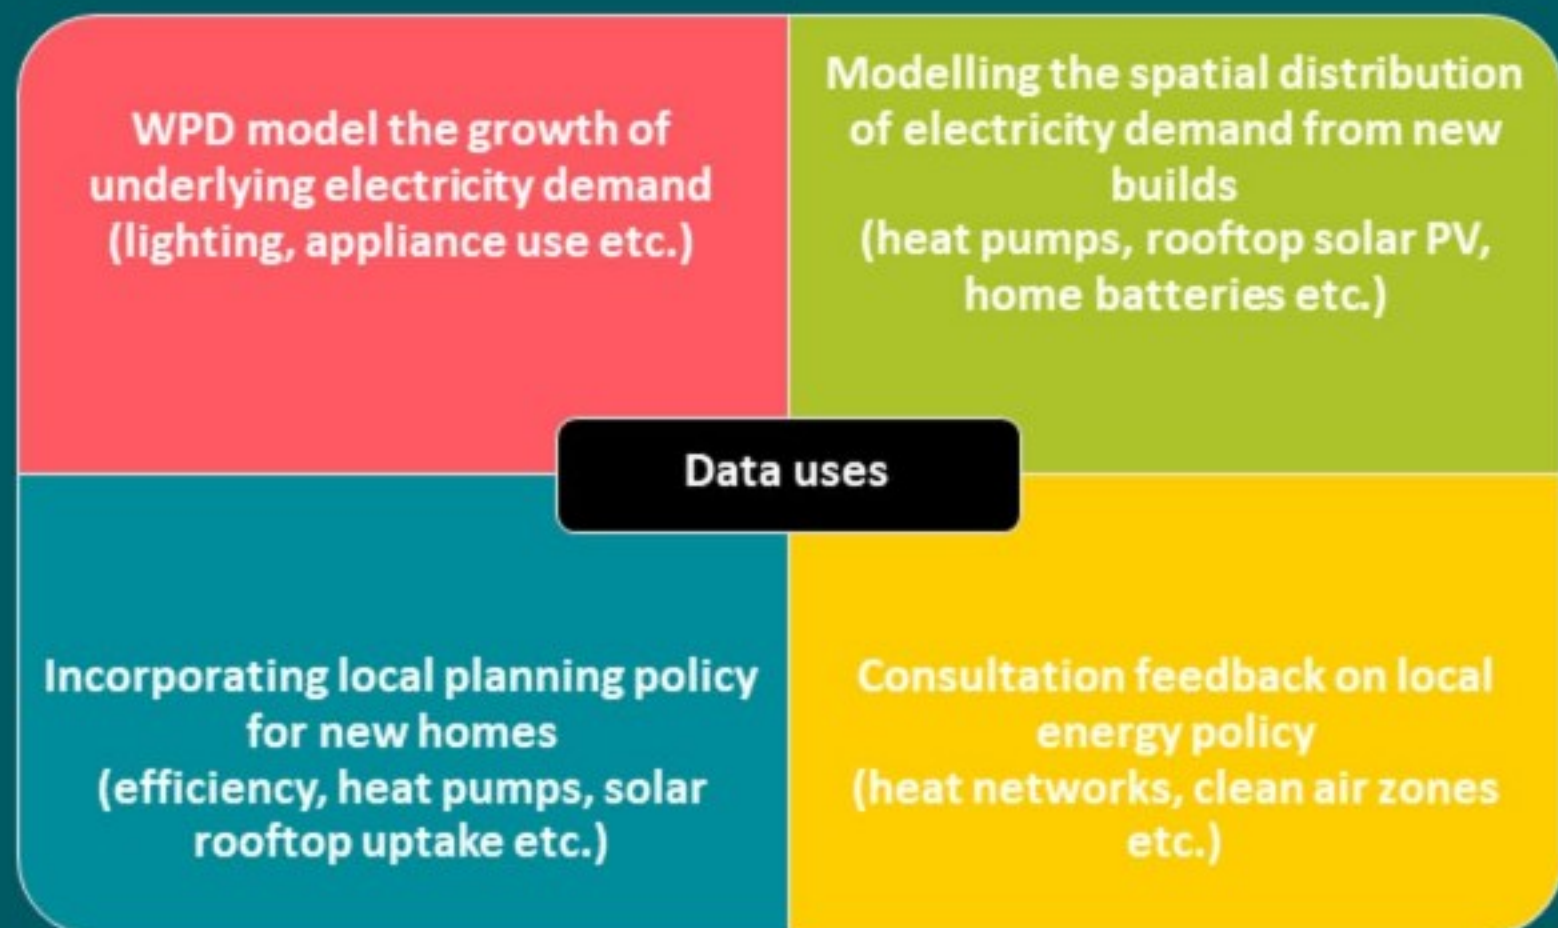 WPD model the growth of
underlying electricity demand
(lighting, appliance use etc.)
Modelling the spatial distribution
of electricity demand from new
builds
(heat pumps, rooftop solar PV,
home batteries etc.)
Data uses
Incorporating local planning policy
for new homes
(efficiency, heat pumps, solar
rooftop uptake etc.)
Consultation feedback on local
energy policy
(heat networks, clean air zones
etc.)